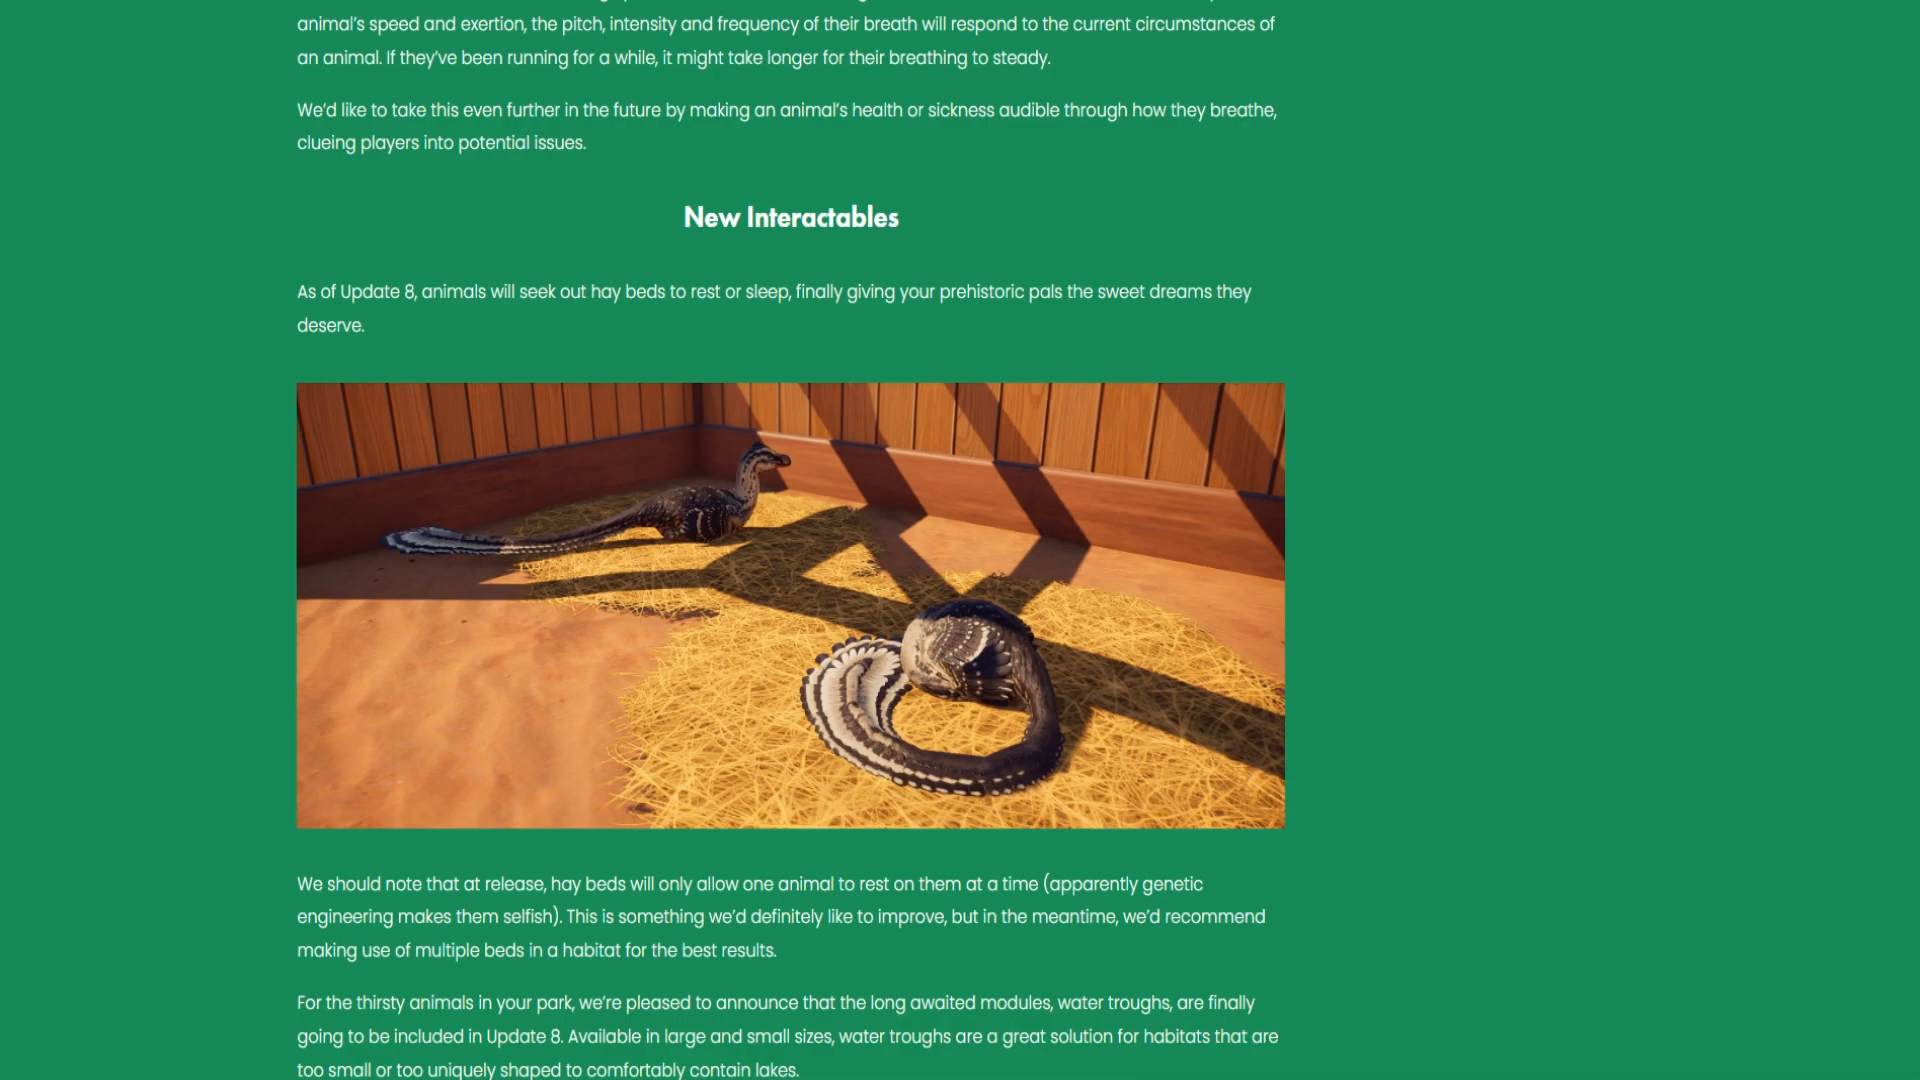 animal's speed and exertion, the pitch, intensity and frequency of their breath will respond to the current circumstances of
an animal. If they've been running for a while, it might take longer for their breathing to steady.
We'd like to take this even further in the future by making an animal's health or sickness audible through how they breathe,
clueing players into potential issues.
New Interactables
As of Update 8, animals will seek out hay beds to rest or sleep, finally giving your prehistoric pals the sweet dreams they
deserve.
We should note that at release, hay beds will only allow one animal to rest on them at a time (apparently genetic
engineering makes them selfish). This is something we'd definitely like to improve, but in the meantime, we'd recommend
making use of multiple beds in a habitat for the best results.
For the thirsty animals in your park, we're pleased to announce that the long awaited modules, water troughs, are finally
going to be included in Update 8. Available in large and small sizes, water troughs are a great solution for habitats that are
too small or too uniquely shaped to comfortably contain lakes.